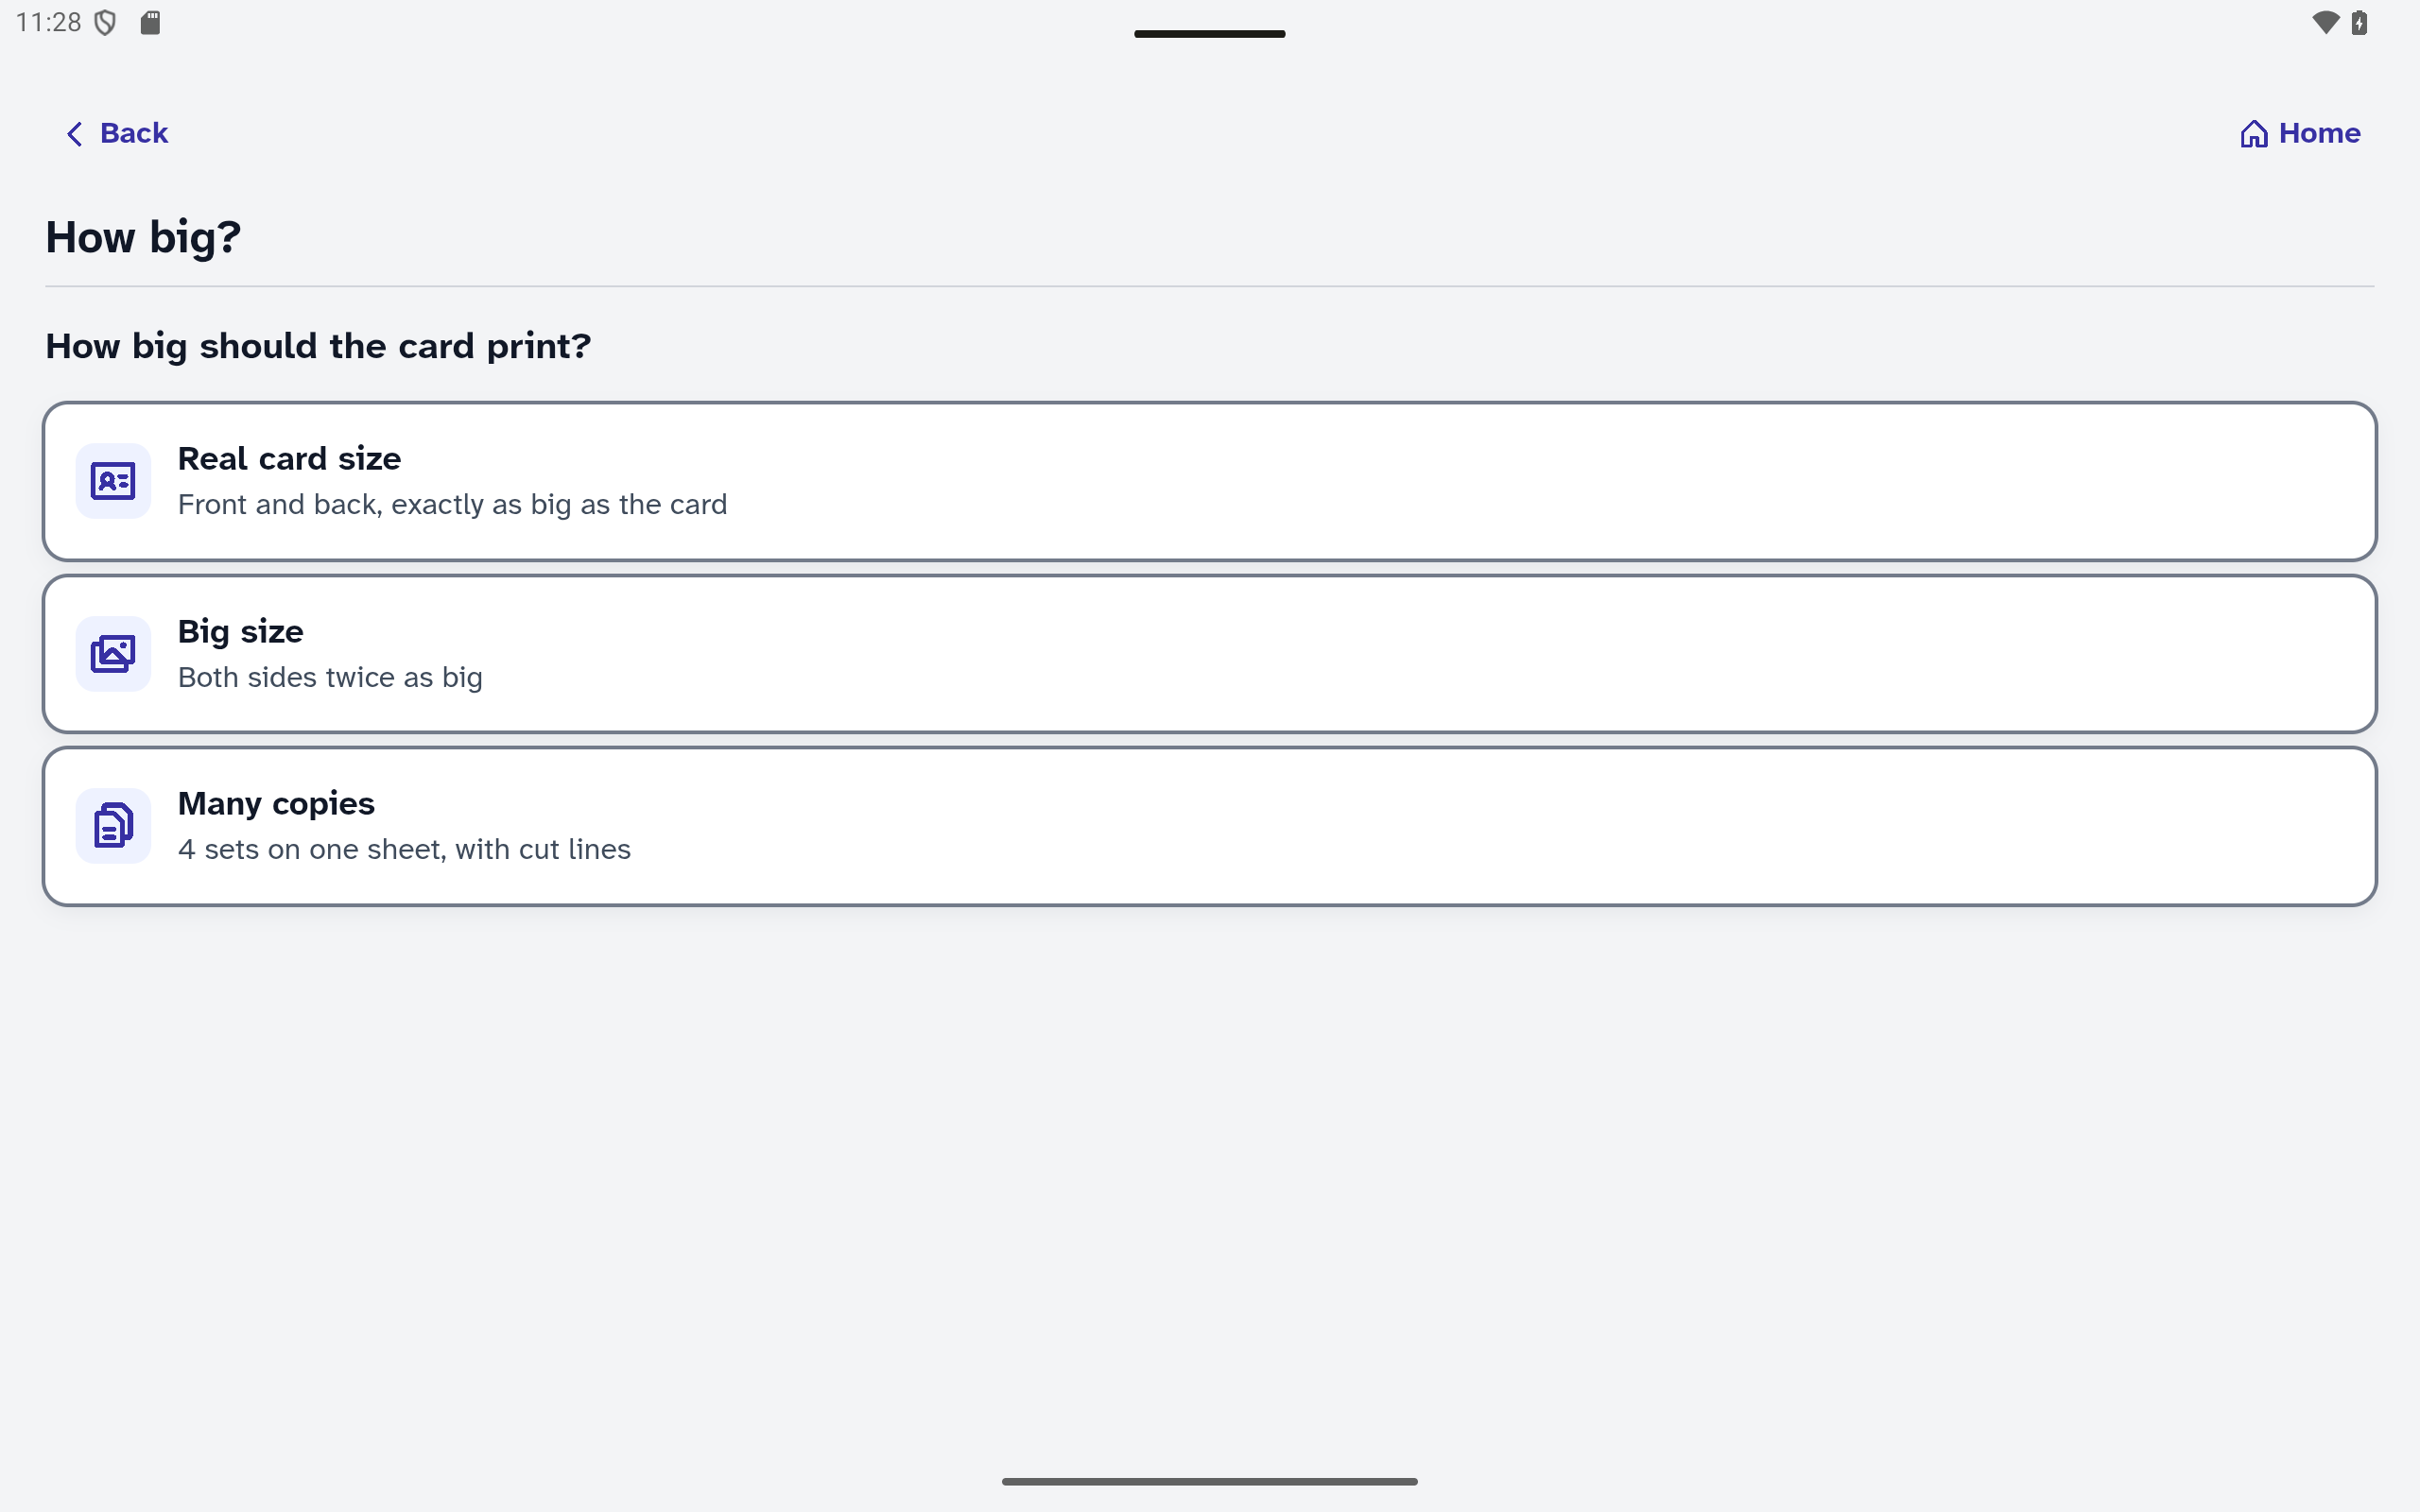 11:28
Back
Home
How big?
How big should the card print?
Real card size
Front and back, exactly as big as the card
Big size
Both sides twice as big
Many copies
4 sets on one sheet, with cut lines